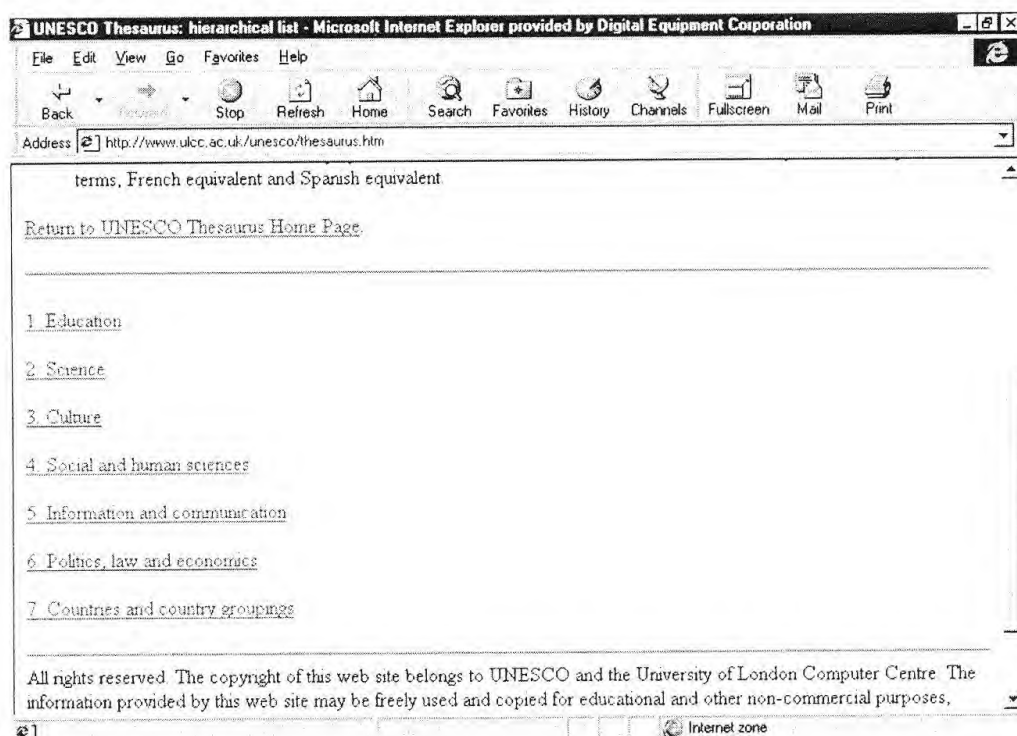 UNESCO Thesaurus: hierarchical list - Microsoft Internet Explorer provided by Digital Equipment Corporation
File Edit View Go Favorites Help
Back Forward Stop Refresh Home Search Favorites History Channels Fullscreen Mail Print
Address http://www.ulcc.ac.uk/unesco/thesaurus.htm
terms, French equivalent and Spanish equivalent
Return to UNESCO Thesaurus Home Page.
1. Education
2. Science
3. Culture
4. Social and human sciences
5. Information and communication
6. Politics, law and economics
7. Countries and country groupings
All rights reserved. The copyright of this web site belongs to UNESCO and the University of London Computer Centre. The
information provided by this web site may be freely used and copied for educational and other non-commercial purposes,
Internet zone